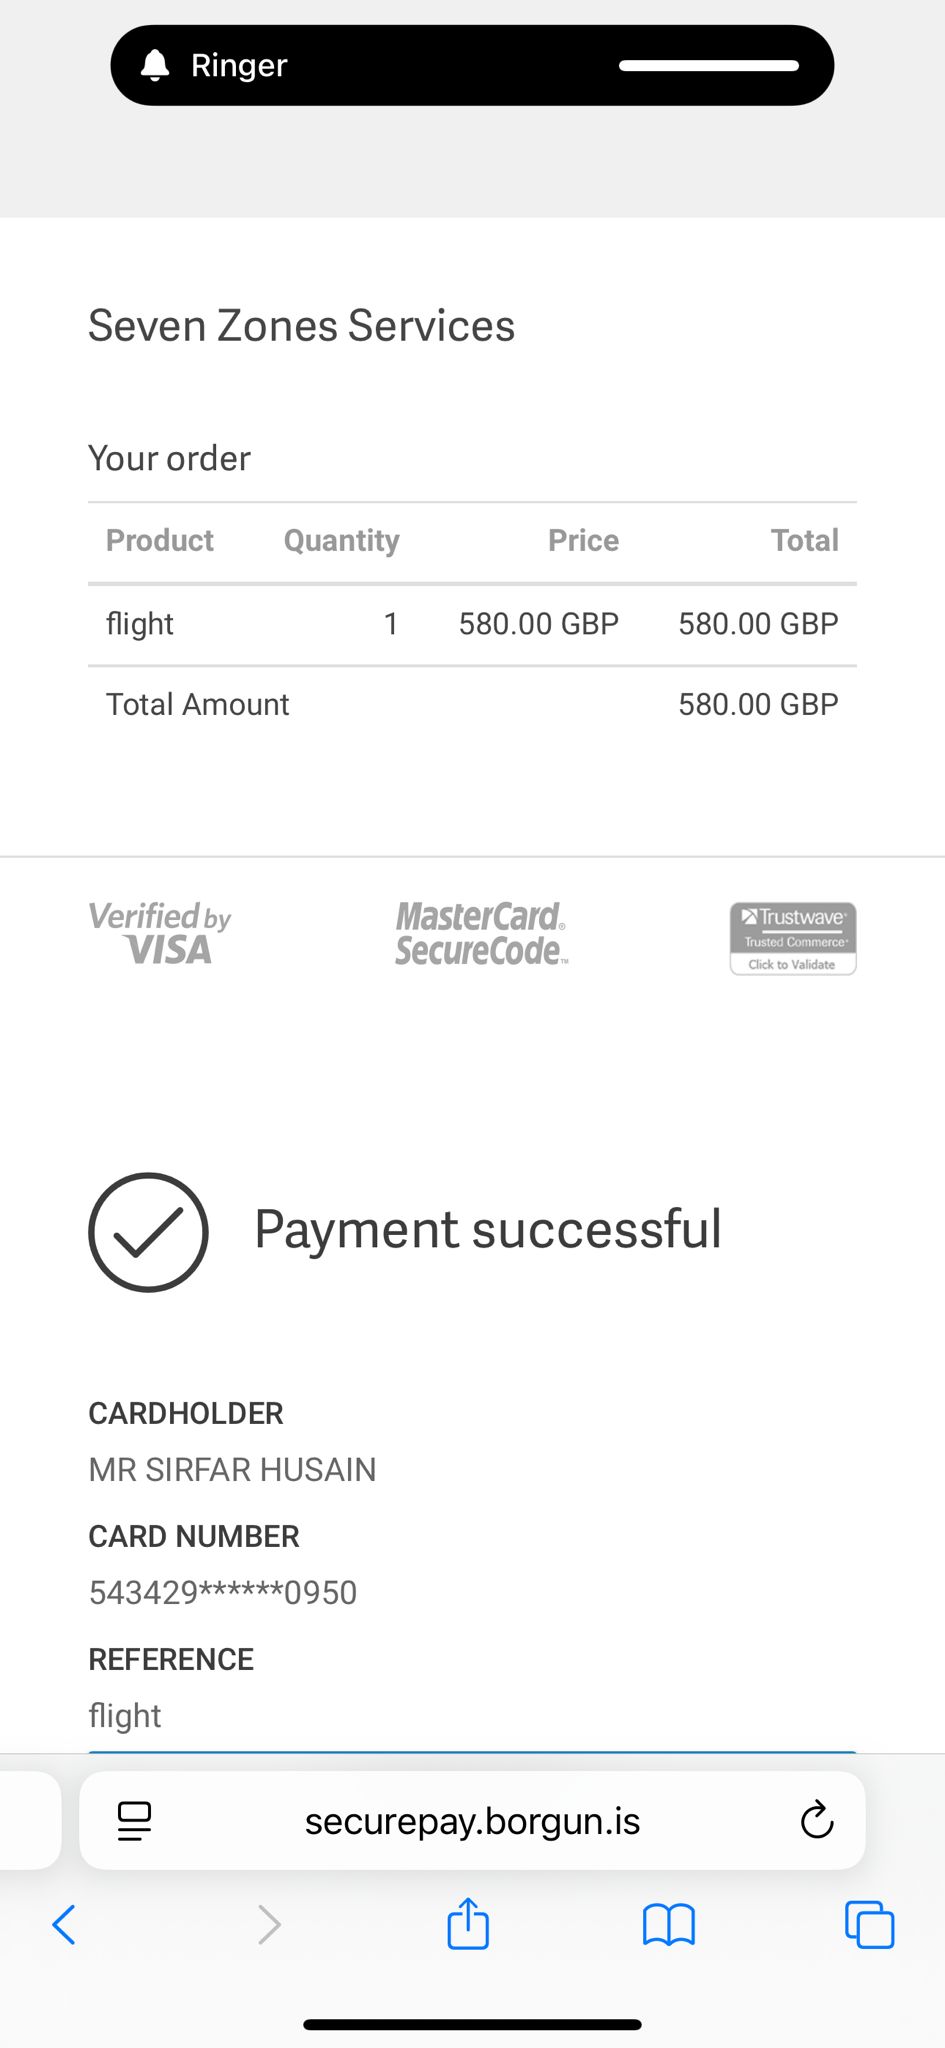 Ringer
Seven Zones Services
Your order
Product Quantity Price Total
flight 1 580.00 GBP 580.00 GBP
Total Amount 580.00 GBP
Verified by
VISA
MasterCard®
SecureCode™
Trustwave®
Trusted Commerce℠
Click to Validate
Payment successful
CARDHOLDER
MR SIRFAR HUSAIN
CARD NUMBER
543429******0950
REFERENCE
flight
securepay.borgun.is